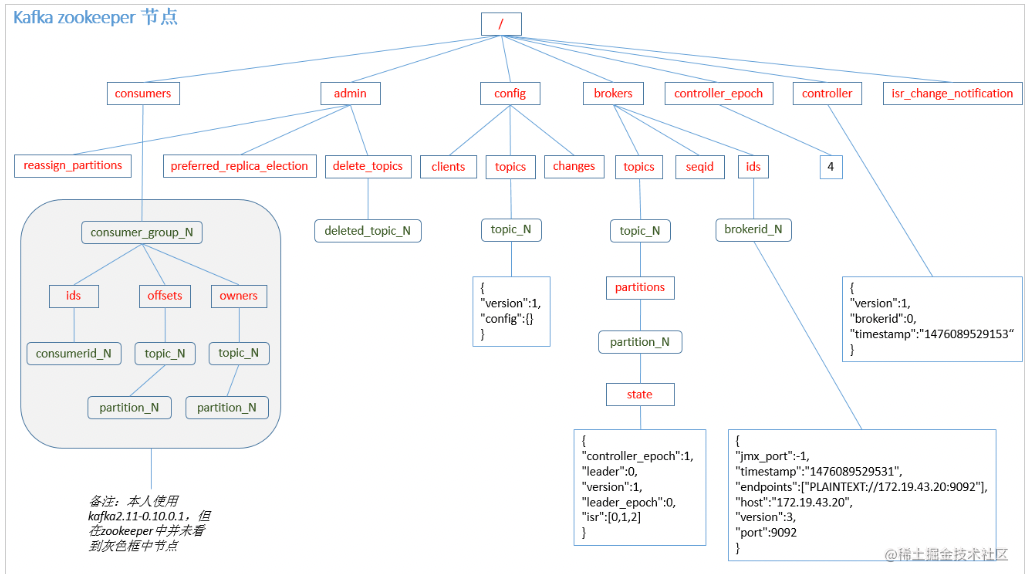 Kafka zookeeper 节点
/
consumers
admin
config
brokers
controller_epoch
controller
isr_change_notification
reassign_partitions
preferred_replica_election
delete_topics
clients
topics
changes
topics
seqid
ids
4
consumer_group_N
deleted_topic_N
topic_N
topic_N
brokerid_N
ids
offsets
owners
consumerid_N
topic_N
topic_N
partition_N
partition_N
{
"version":1,
"config":{}
}
partitions
partition_N
state
{
"controller_epoch":1,
"leader":0,
"version":1,
"leader_epoch":0,
"isr":[0,1,2]
}
{
"version":1,
"brokerid":0,
"timestamp":"1476089529153"
}
{
"jmx_port":-1,
"timestamp":"1476089529531",
"endpoints":["PLAINTEXT://172.19.43.20:9092"],
"host":"172.19.43.20",
"version":3,
"port":9092
}
备注：本人使用
kafka2.11-0.10.0.1，但
在zookeeper中并未看
到灰色框中节点
@稀土掘金技术社区